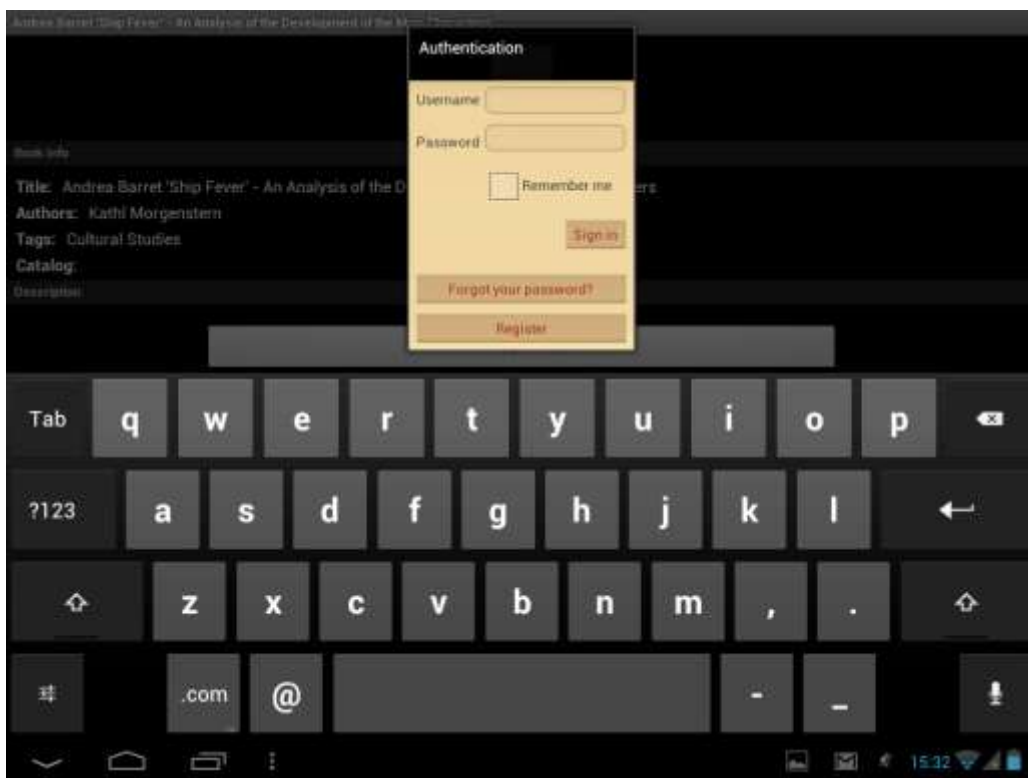 Andrea Barret 'Ship Fever' - An Analysis of the Development of the Main Characters
Authentication
Username
Password
Remember me
Sign in
Forgot your password?
Register
Book Info
Title: Andrea Barret 'Ship Fever' - An Analysis of the D ers
Authors: Kathl Morgenstern
Tags: Cultural Studies
Catalog:
Description
Tab q w e r t y u i o p
?123 a s d f g h j k l
z x c v b n m , .
.com @ - _
15:32